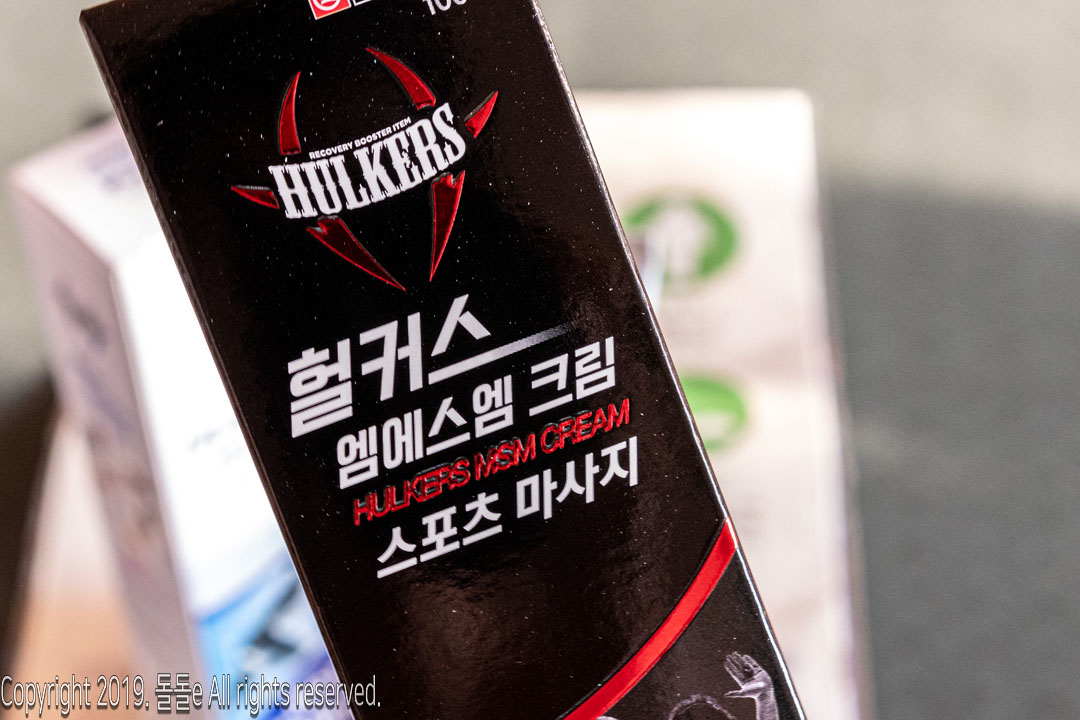 RECOVERY BOOSTER ITEM
HULKERS
헐커스
엠에스엠 크림
HULKERS MSM CREAM
스포츠 마사지
Copyright 2019. 돌돌e All rights reserved.